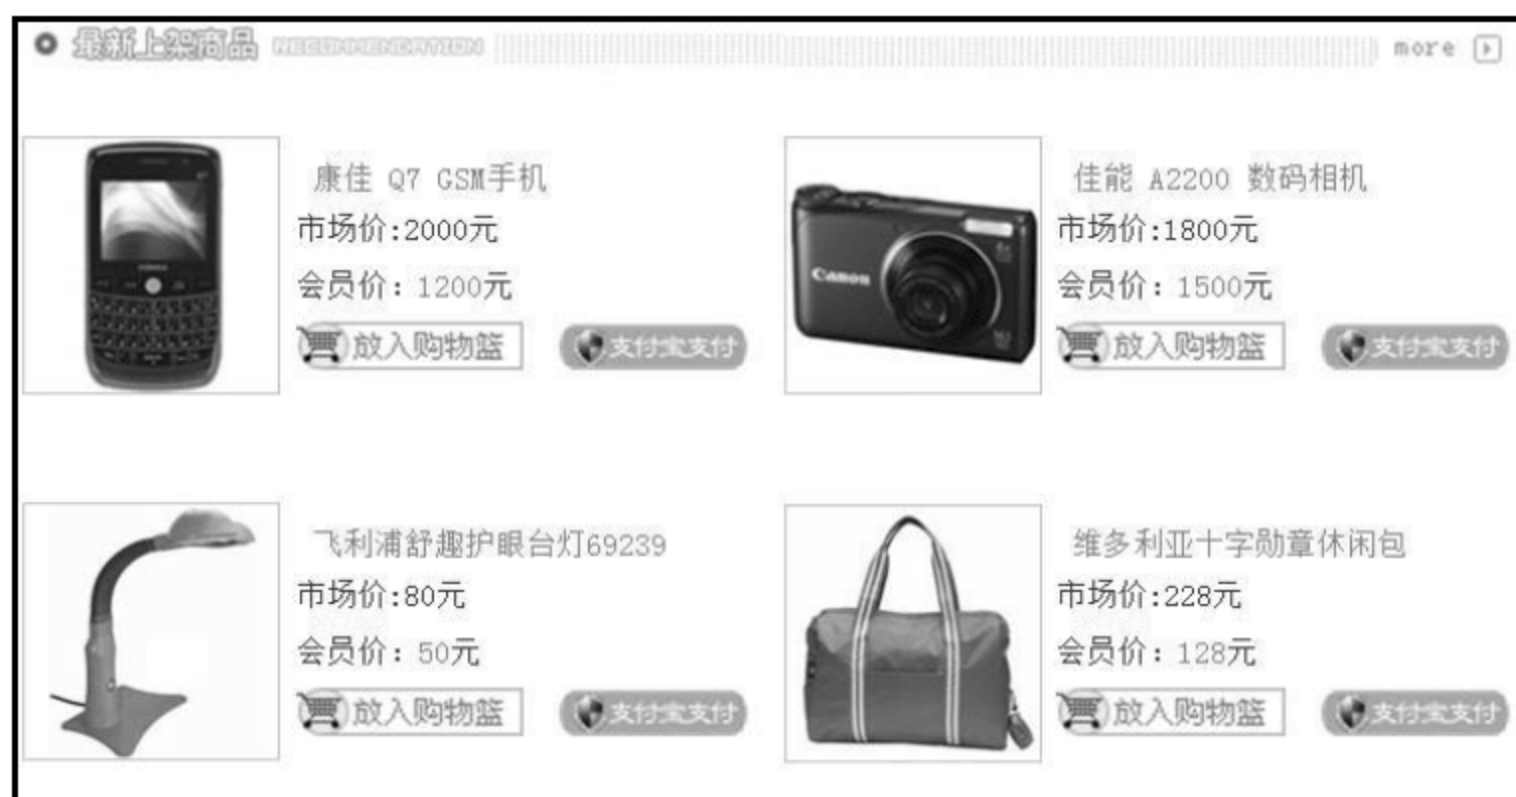 最新上架商品 RECOMMENDATION more
康佳 Q7 GSM手机
市场价:2000元
会员价: 1200元
放入购物篮 支付宝支付
Canon
佳能 A2200 数码相机
市场价:1800元
会员价: 1500元
放入购物篮 支付宝支付
飞利浦舒趣护眼台灯69239
市场价:80元
会员价: 50元
放入购物篮 支付宝支付
维多利亚十字勋章休闲包
市场价:228元
会员价: 128元
放入购物篮 支付宝支付